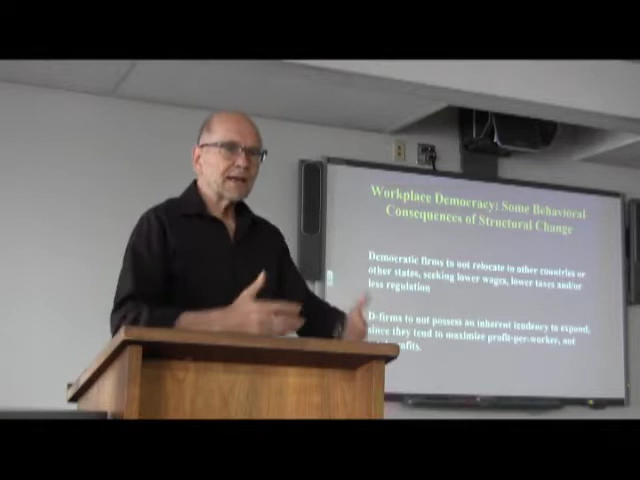 Workplace Democracy: Some Behavioral
Consequences of Structural Change
Democratic firms to not relocate to other countries or
other states, seeking lower wages, lower taxes and/or
less regulation
D-firms to not possess an inherent tendency to expand,
since they tend to maximize profit-per-worker, not